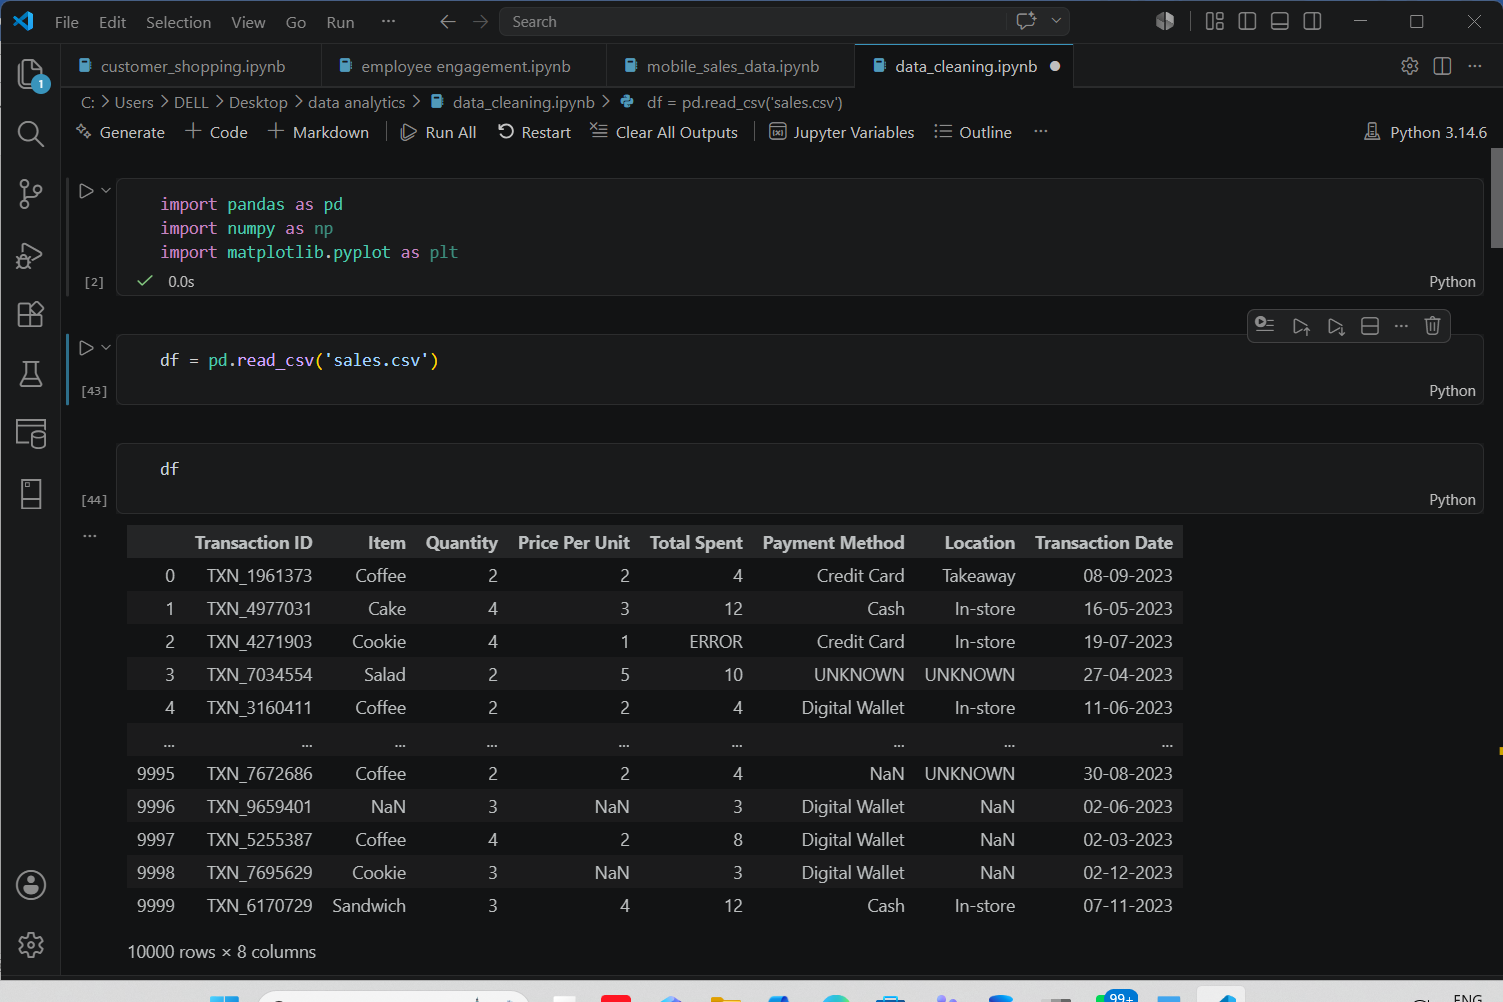 File Edit Selection View Go Run ··· Search
1
customer_shopping.ipynb employee engagement.ipynb mobile_sales_data.ipynb data_cleaning.ipynb
C: > Users > DELL > Desktop > data analytics > data_cleaning.ipynb > df = pd.read_csv('sales.csv')
Generate + Code + Markdown Run All Restart Clear All Outputs Jupyter Variables Outline ··· Python 3.14.6
import pandas as pd
import numpy as np
import matplotlib.pyplot as plt
[2] 0.0s Python
df = pd.read_csv('sales.csv')
[43] Python
df
[44] Python
Transaction ID Item Quantity Price Per Unit Total Spent Payment Method Location Transaction Date
0 TXN_1961373 Coffee 2 2 4 Credit Card Takeaway 08-09-2023
1 TXN_4977031 Cake 4 3 12 Cash In-store 16-05-2023
2 TXN_4271903 Cookie 4 1 ERROR Credit Card In-store 19-07-2023
3 TXN_7034554 Salad 2 5 10 UNKNOWN UNKNOWN 27-04-2023
4 TXN_3160411 Coffee 2 2 4 Digital Wallet In-store 11-06-2023
... ... ... ... ... ... ... ... ...
9995 TXN_7672686 Coffee 2 2 4 NaN UNKNOWN 30-08-2023
9996 TXN_9659401 NaN 3 NaN 3 Digital Wallet NaN 02-06-2023
9997 TXN_5255387 Coffee 4 2 8 Digital Wallet NaN 02-03-2023
9998 TXN_7695629 Cookie 3 NaN 3 Digital Wallet NaN 02-12-2023
9999 TXN_6170729 Sandwich 3 4 12 Cash In-store 07-11-2023
10000 rows × 8 columns
99+ ENG